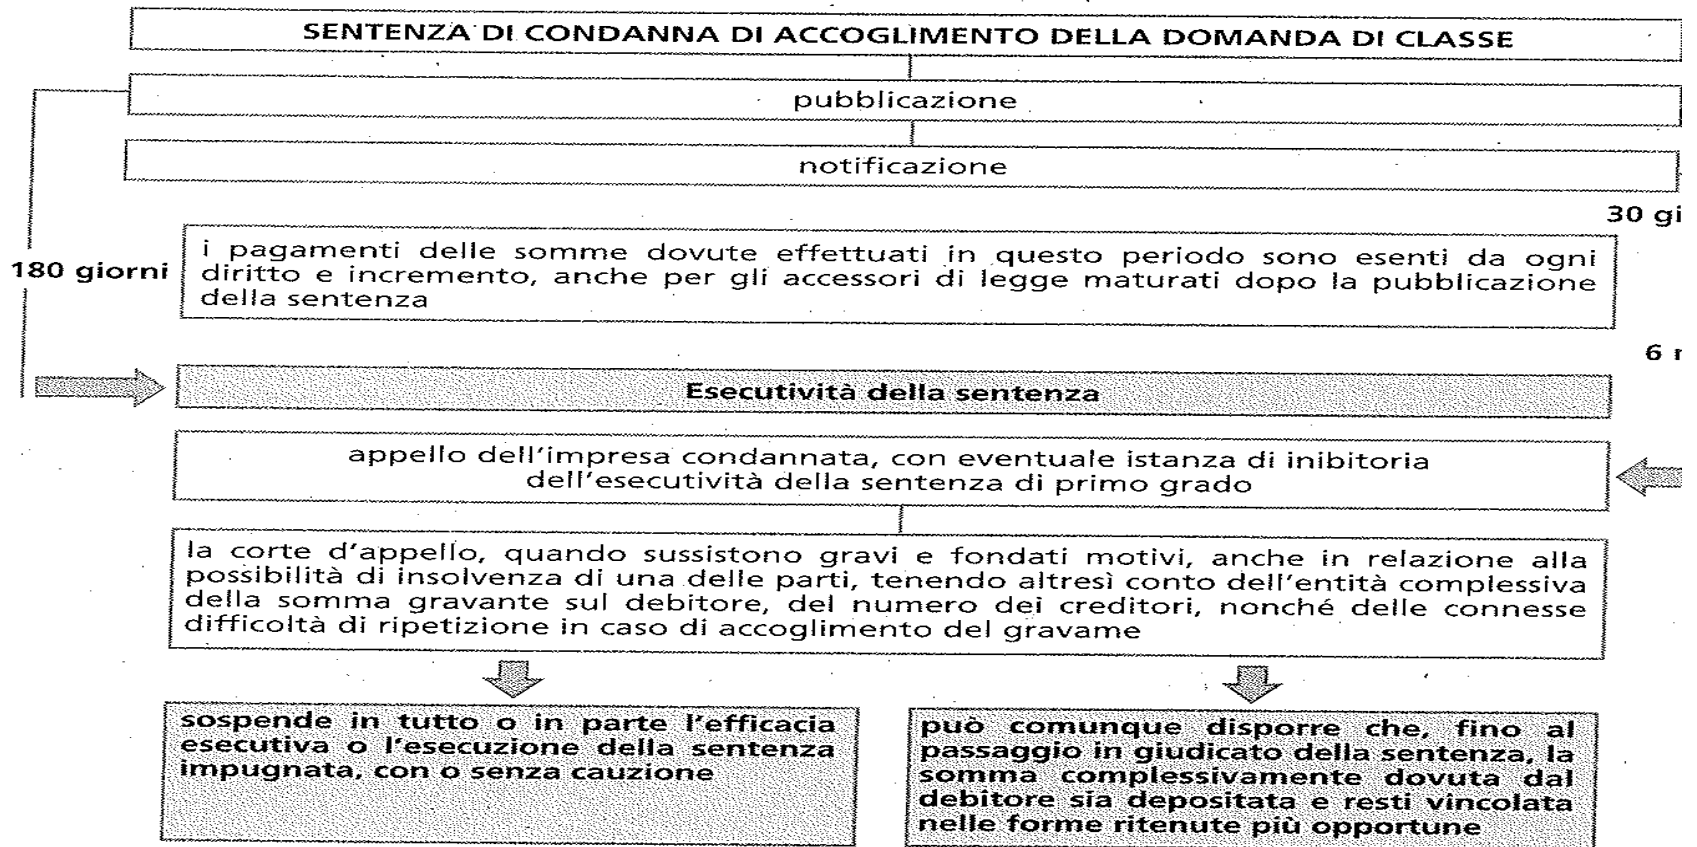 SENTENZA DI CONDANNA DI ACCOGLIMENTO DELLA DOMANDA DI CLASSE
pubblicazione
notificazione
30 gi
180 giorni
i pagamenti delle somme dovute effettuati in questo periodo sono esenti da ogni
diritto e incremento, anche per gli accessori di legge maturati dopo la pubblicazione
della sentenza
6
Esecutività della sentenza
appello dell'impresa condannata, con eventuale istanza di inibitoria
dell'esecutività della sentenza di primo grado
la corte d'appello, quando sussistono gravi e fondati motivi, anche in relazione alla
possibilità di insolvenza di una delle parti, tenendo altresì conto dell'entità complessiva
della somma gravante sul debitore, del numero dei creditori, nonché delle connesse
difficoltà di ripetizione in caso di accoglimento del gravame
sospende in tutto o in parte l'efficacia
esecutiva o l'esecuzione della sentenza
impugnata, con o senza cauzione
può comunque disporre che, fino al
passaggio in giudicato della sentenza, la
somma complessivamente dovuta dal
debitore sia depositata e resti vincolata
nelle forme ritenute più opportune